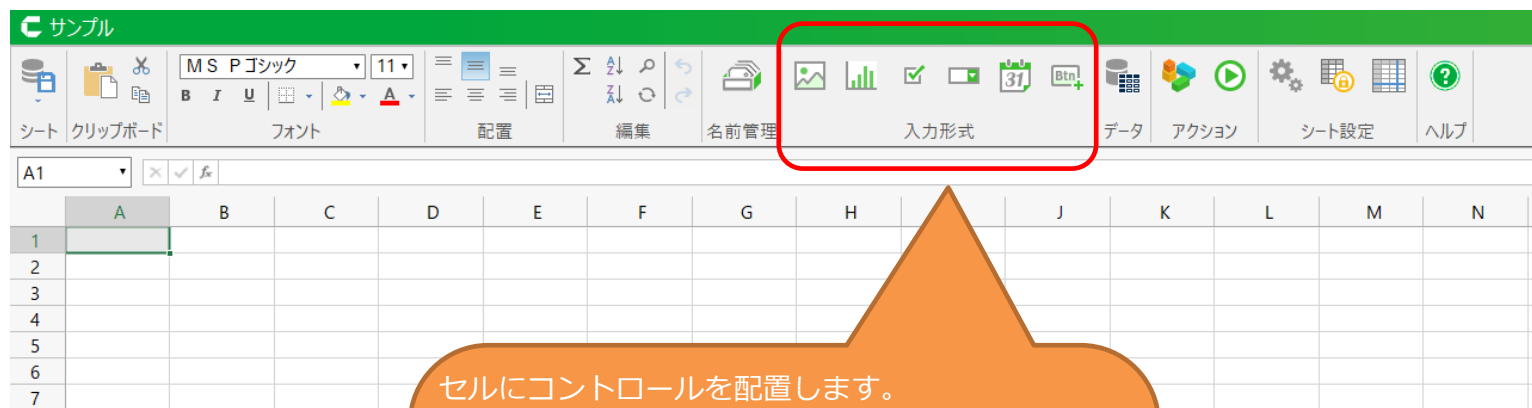 サンプル
MS Pゴシック 11
B I U A
Σ A Z Z A
31 Btn
シート クリップボード フォント 配置 編集 名前管理 入力形式 データ アクション シート設定 ヘルプ
A1 fx
A B C D E F G H J K L M N
1
2
3
4
5
6
7
セルにコントロールを配置します。